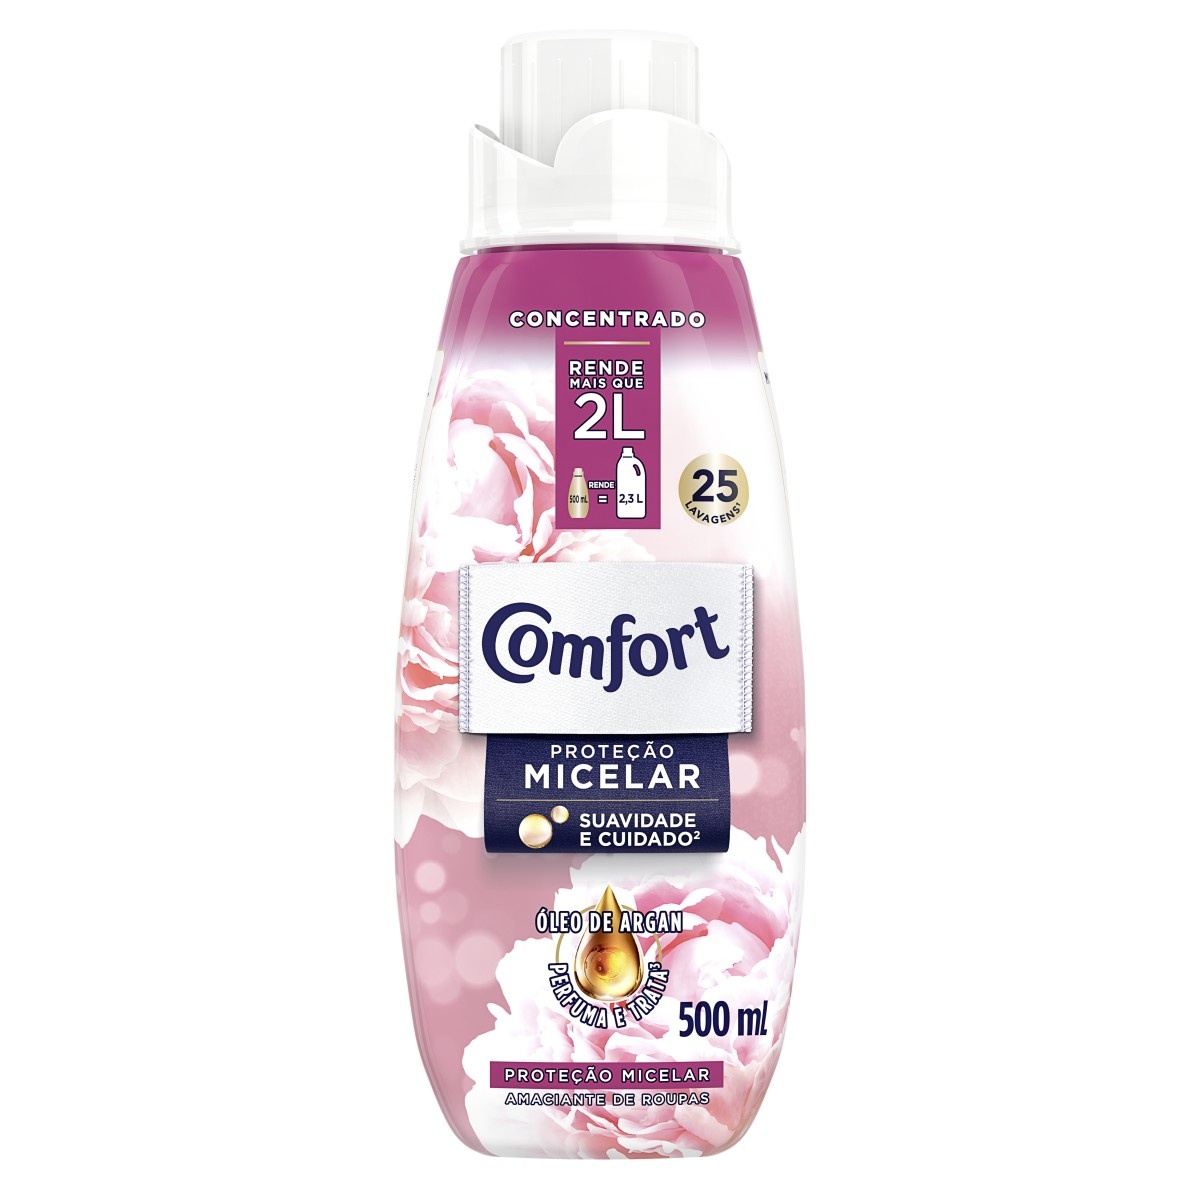 CONCENTRADO
RENDE
MAIS QUE
2L
500 mL
RENDE
=
2,3 L
25
LAVAGENS¹
Comfort
PROTEÇÃO
MICELAR
SUAVIDADE
E CUIDADO²
ÓLEO DE ARGAN
PERFUMA E TRATA³
500 mL
PROTEÇÃO MICELAR
AMACIANTE DE ROUPAS